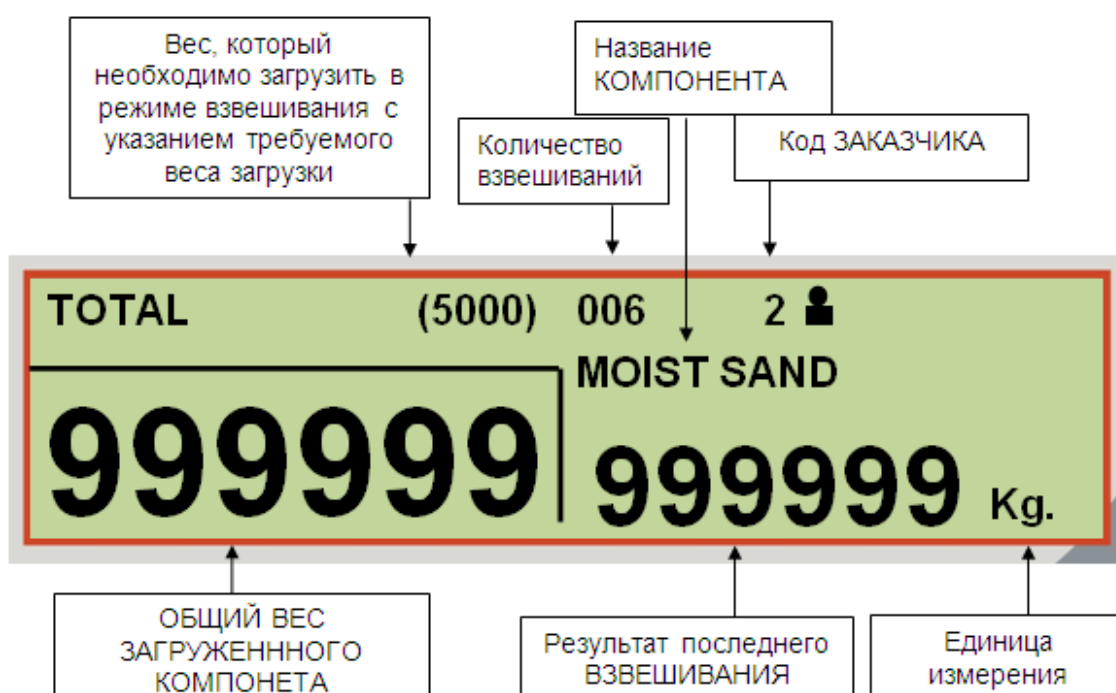 Вес, который
необходимо загрузить в
режиме взвешивания с
указанием требуемого
веса загрузки
Количество
взвешиваний
Название
КОМПОНЕНТА
Код ЗАКАЗЧИКА
TOTAL (5000) 006 2
MOIST SAND
999999 999999 Kg.
ОБЩИЙ ВЕС
ЗАГРУЖЕНННОГО
КОМПОНЕТА
Результат последнего
ВЗВЕШИВАНИЯ
Единица
измерения